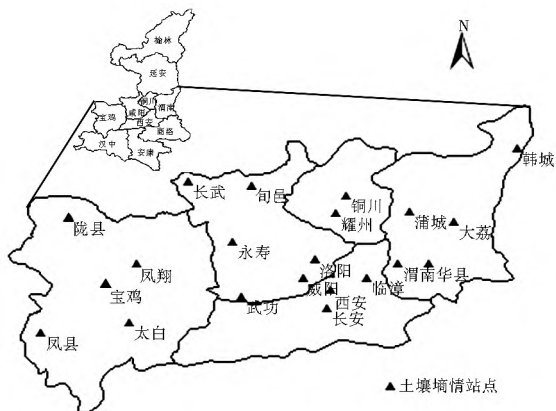 榆林
延安
铜川
咸阳
渭南
宝鸡
西安
商洛
汉中
安康
N
韩城
长武
旬邑
铜川
耀州
蒲城
大荔
陇县
永寿
凤翔
洛阳
渭南
华县
宝鸡
咸阳
临潼
西安
武功
长安
太白
凤县
▲土壤墒情站点